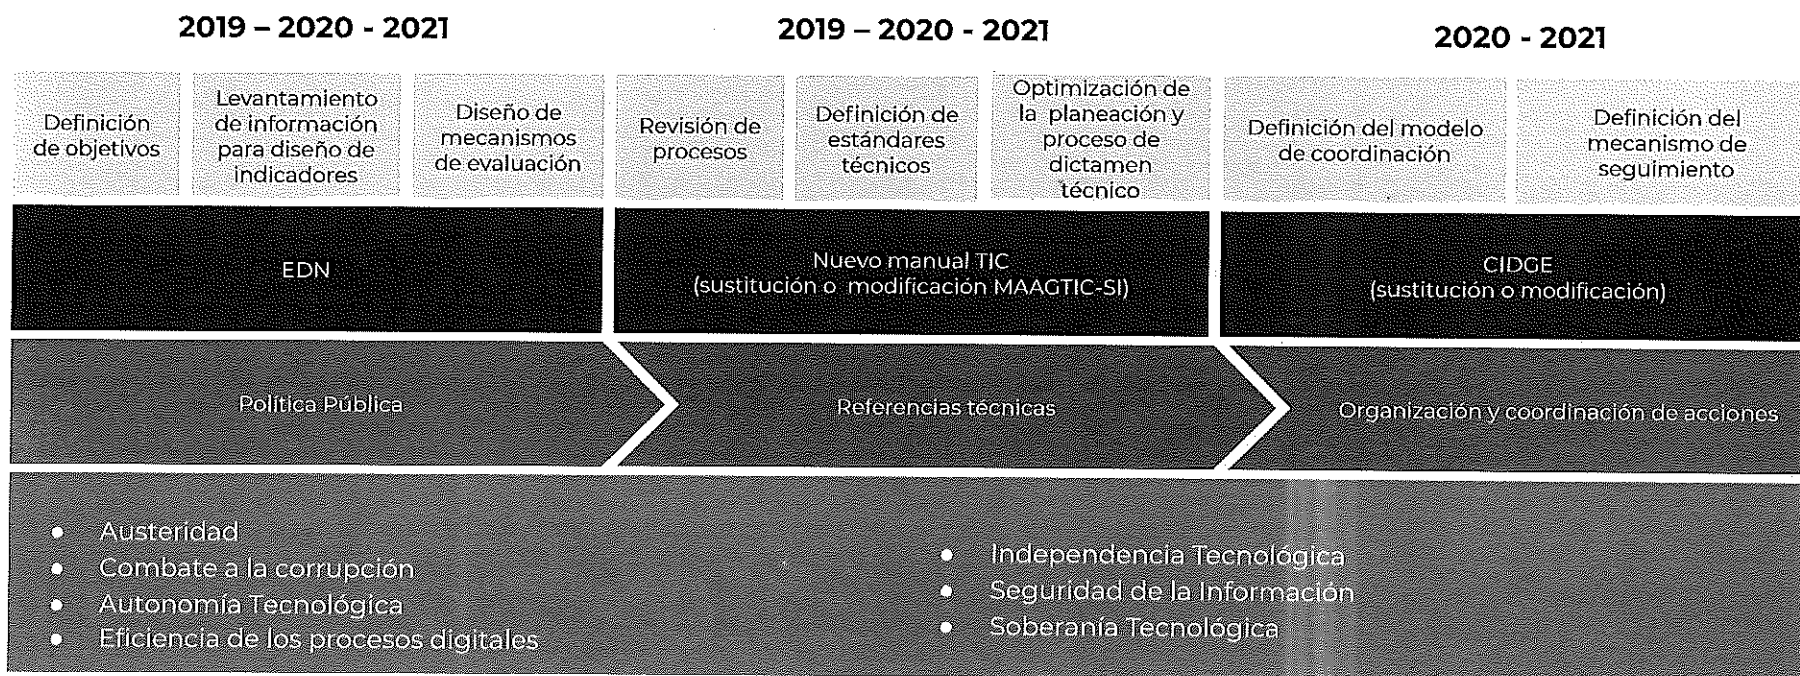 2019 – 2020 - 2021
2019 – 2020 - 2021
2020 - 2021
Definición
de objetivos
Levantamiento
de información
para diseño de
indicadores
Diseño de
mecanismos
de evaluación
Revisión de
procesos
Definición de
estándares
técnicos
Optimización de
la planeación y
proceso de
dictamen
técnico
Definición del modelo
de coordinación
Definición del
mecanismo de
seguimiento
EDN
Nuevo manual TIC
(sustitución o modificación MAAGTIC-SI)
CIDGE
(sustitución o modificación)
Política Pública
Referencias técnicas
Organización y coordinación de acciones
• Austeridad
• Combate a la corrupción
• Autonomía Tecnológica
• Eficiencia de los procesos digitales
• Independencia Tecnológica
• Seguridad de la Información
• Soberanía Tecnológica